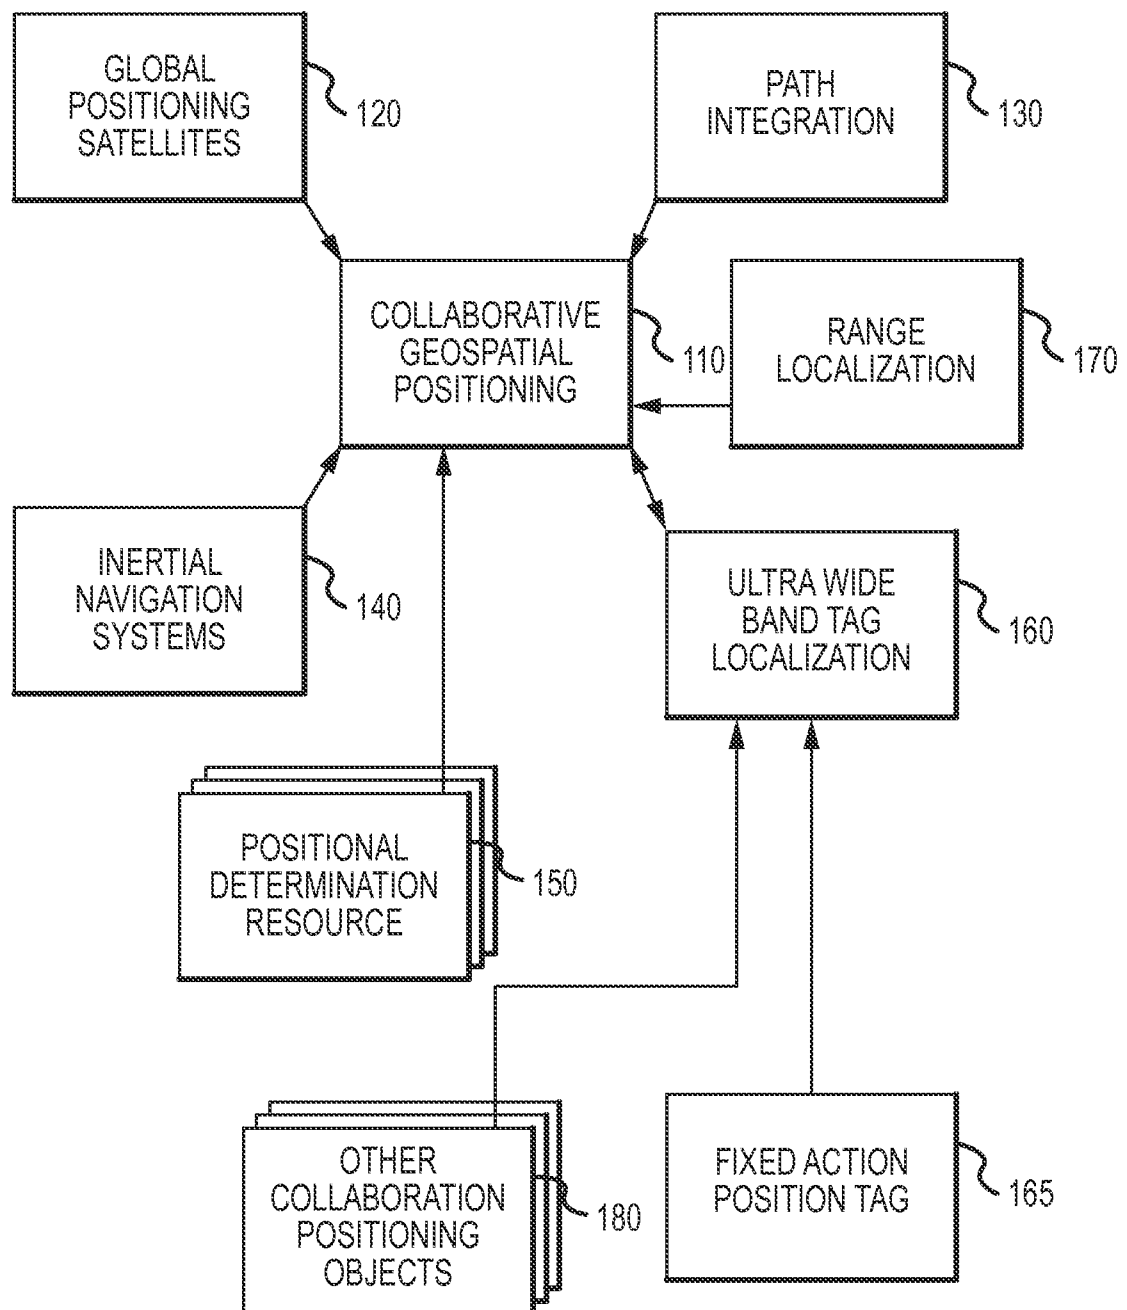 GLOBAL
POSITIONING
SATELLITES
120
PATH
INTEGRATION
130
COLLABORATIVE
GEOSPATIAL
POSITIONING
110
RANGE
LOCALIZATION
170
INERTIAL
NAVIGATION
SYSTEMS
140
ULTRA WIDE
BAND TAG
LOCALIZATION
160
POSITIONAL
DETERMINATION
RESOURCE
150
OTHER
COLLABORATION
POSITIONING
OBJECTS
180
FIXED ACTION
POSITION TAG
165